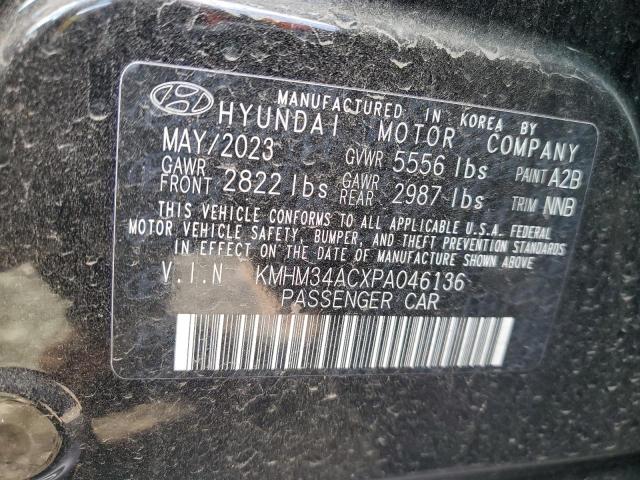 MANUFACTURED IN KOREA BY
HYUNDAI MOTOR COMPANY
MAY/2023 GVWR 5556 lbs PAINT A2B
GAWR FRONT 2822 lbs GAWR REAR 2987 lbs TRIM NNB
THIS VEHICLE CONFORMS TO ALL APPLICABLE U.S.A. FEDERAL
MOTOR VEHICLE SAFETY, BUMPER, AND THEFT PREVENTION STANDARDS
IN EFFECT ON THE DATE OF MANUFACTURE SHOWN ABOVE.
V.I.N KMHM34ACXPA046136
PASSENGER CAR